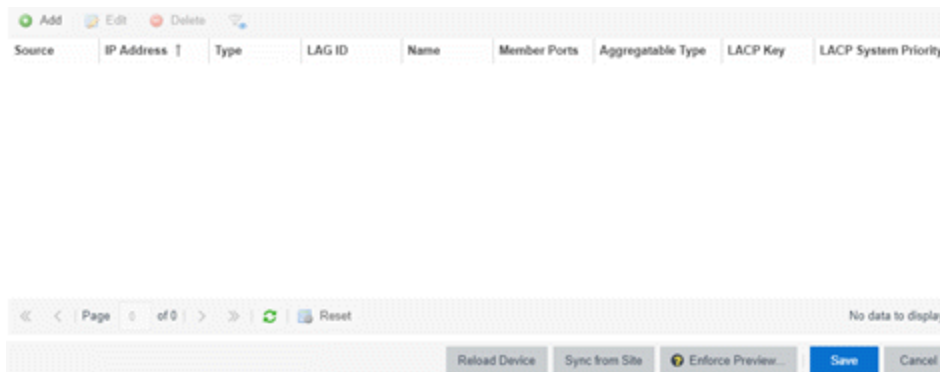 Add Edit Delete
Source IP Address Type LAG ID Name Member Ports Aggregatable Type LACP Key LACP System Priority
Page 0 of 0 Reset No data to display
Reload Device Sync from Site Enforce Preview... Save Cancel